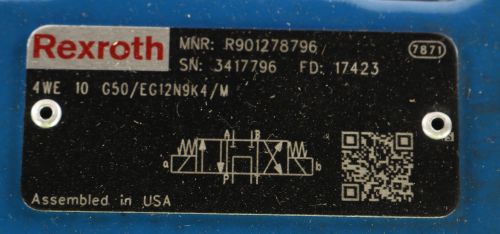 Rexroth
MNR: R901278796
7871
SN: 3417796 FD: 17423
4WE 10 G50/EG12N9K4/M
A B
a b
P T
Assembled in USA